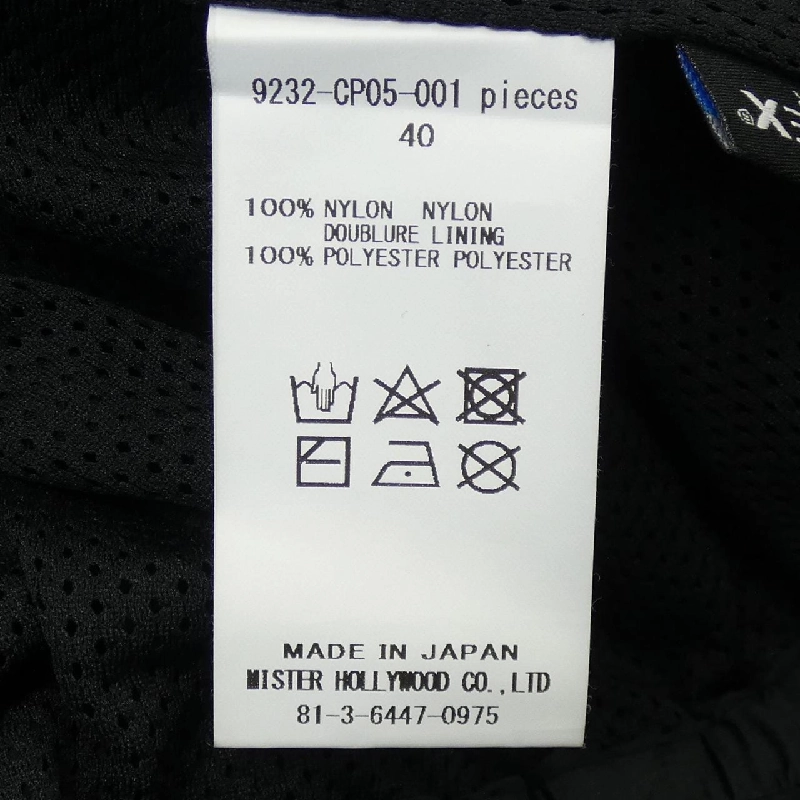 9232-CP05-001 pieces
40
100% NYLON NYLON
DOUBLURE LINING
100% POLYESTER POLYESTER
MADE IN JAPAN
MISTER HOLLYWOOD CO.,LTD
81-3-6447-0975